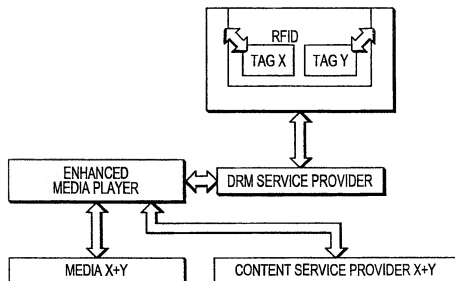 RFID
TAG X
TAG Y
ENHANCED
MEDIA PLAYER
DRM SERVICE PROVIDER
MEDIA X+Y
CONTENT SERVICE PROVIDER X+Y